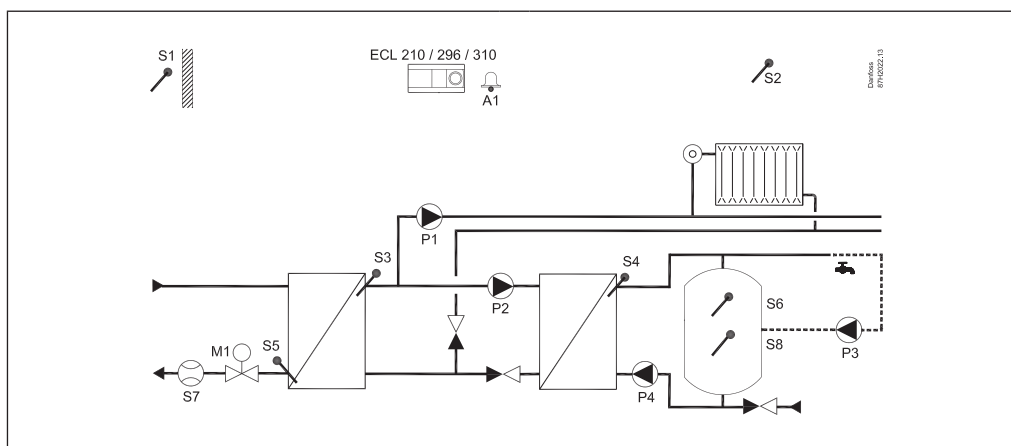 S1
ECL 210 / 296 / 310
A1
S2
Danfoss
87H2022.13
P1
S3
S4
P2
S6
S8
P3
M1
S5
S7
P4